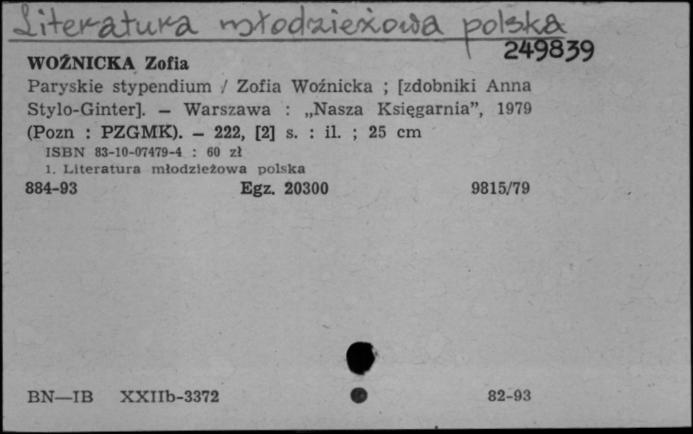 Literatura młodzieżowa polska
249839
WOŹNICKA Zofia
Paryskie stypendium / Zofia Woźnicka ; [zdobniki Anna
Stylo-Ginter]. — Warszawa : „Nasza Księgarnia”, 1979
(Pozn : PZGMK). — 222, [2] s. : il. ; 25 cm
ISBN 83-10-07479-4 : 60 zł
1. Literatura młodzieżowa polska
884-93 Egz. 20300 9815/79
BN—IB XXIIb-3372 82-93